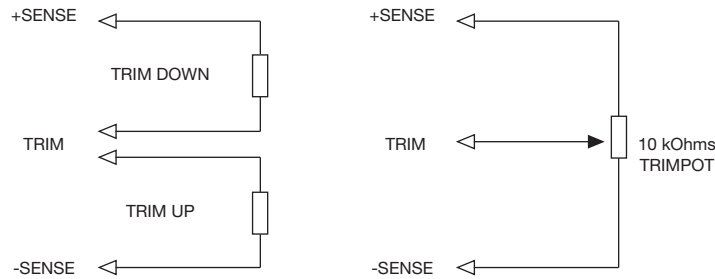 +SENSE
TRIM DOWN
TRIM
TRIM UP
-SENSE
+SENSE
TRIM
10 kOhms
TRIMPOT
-SENSE